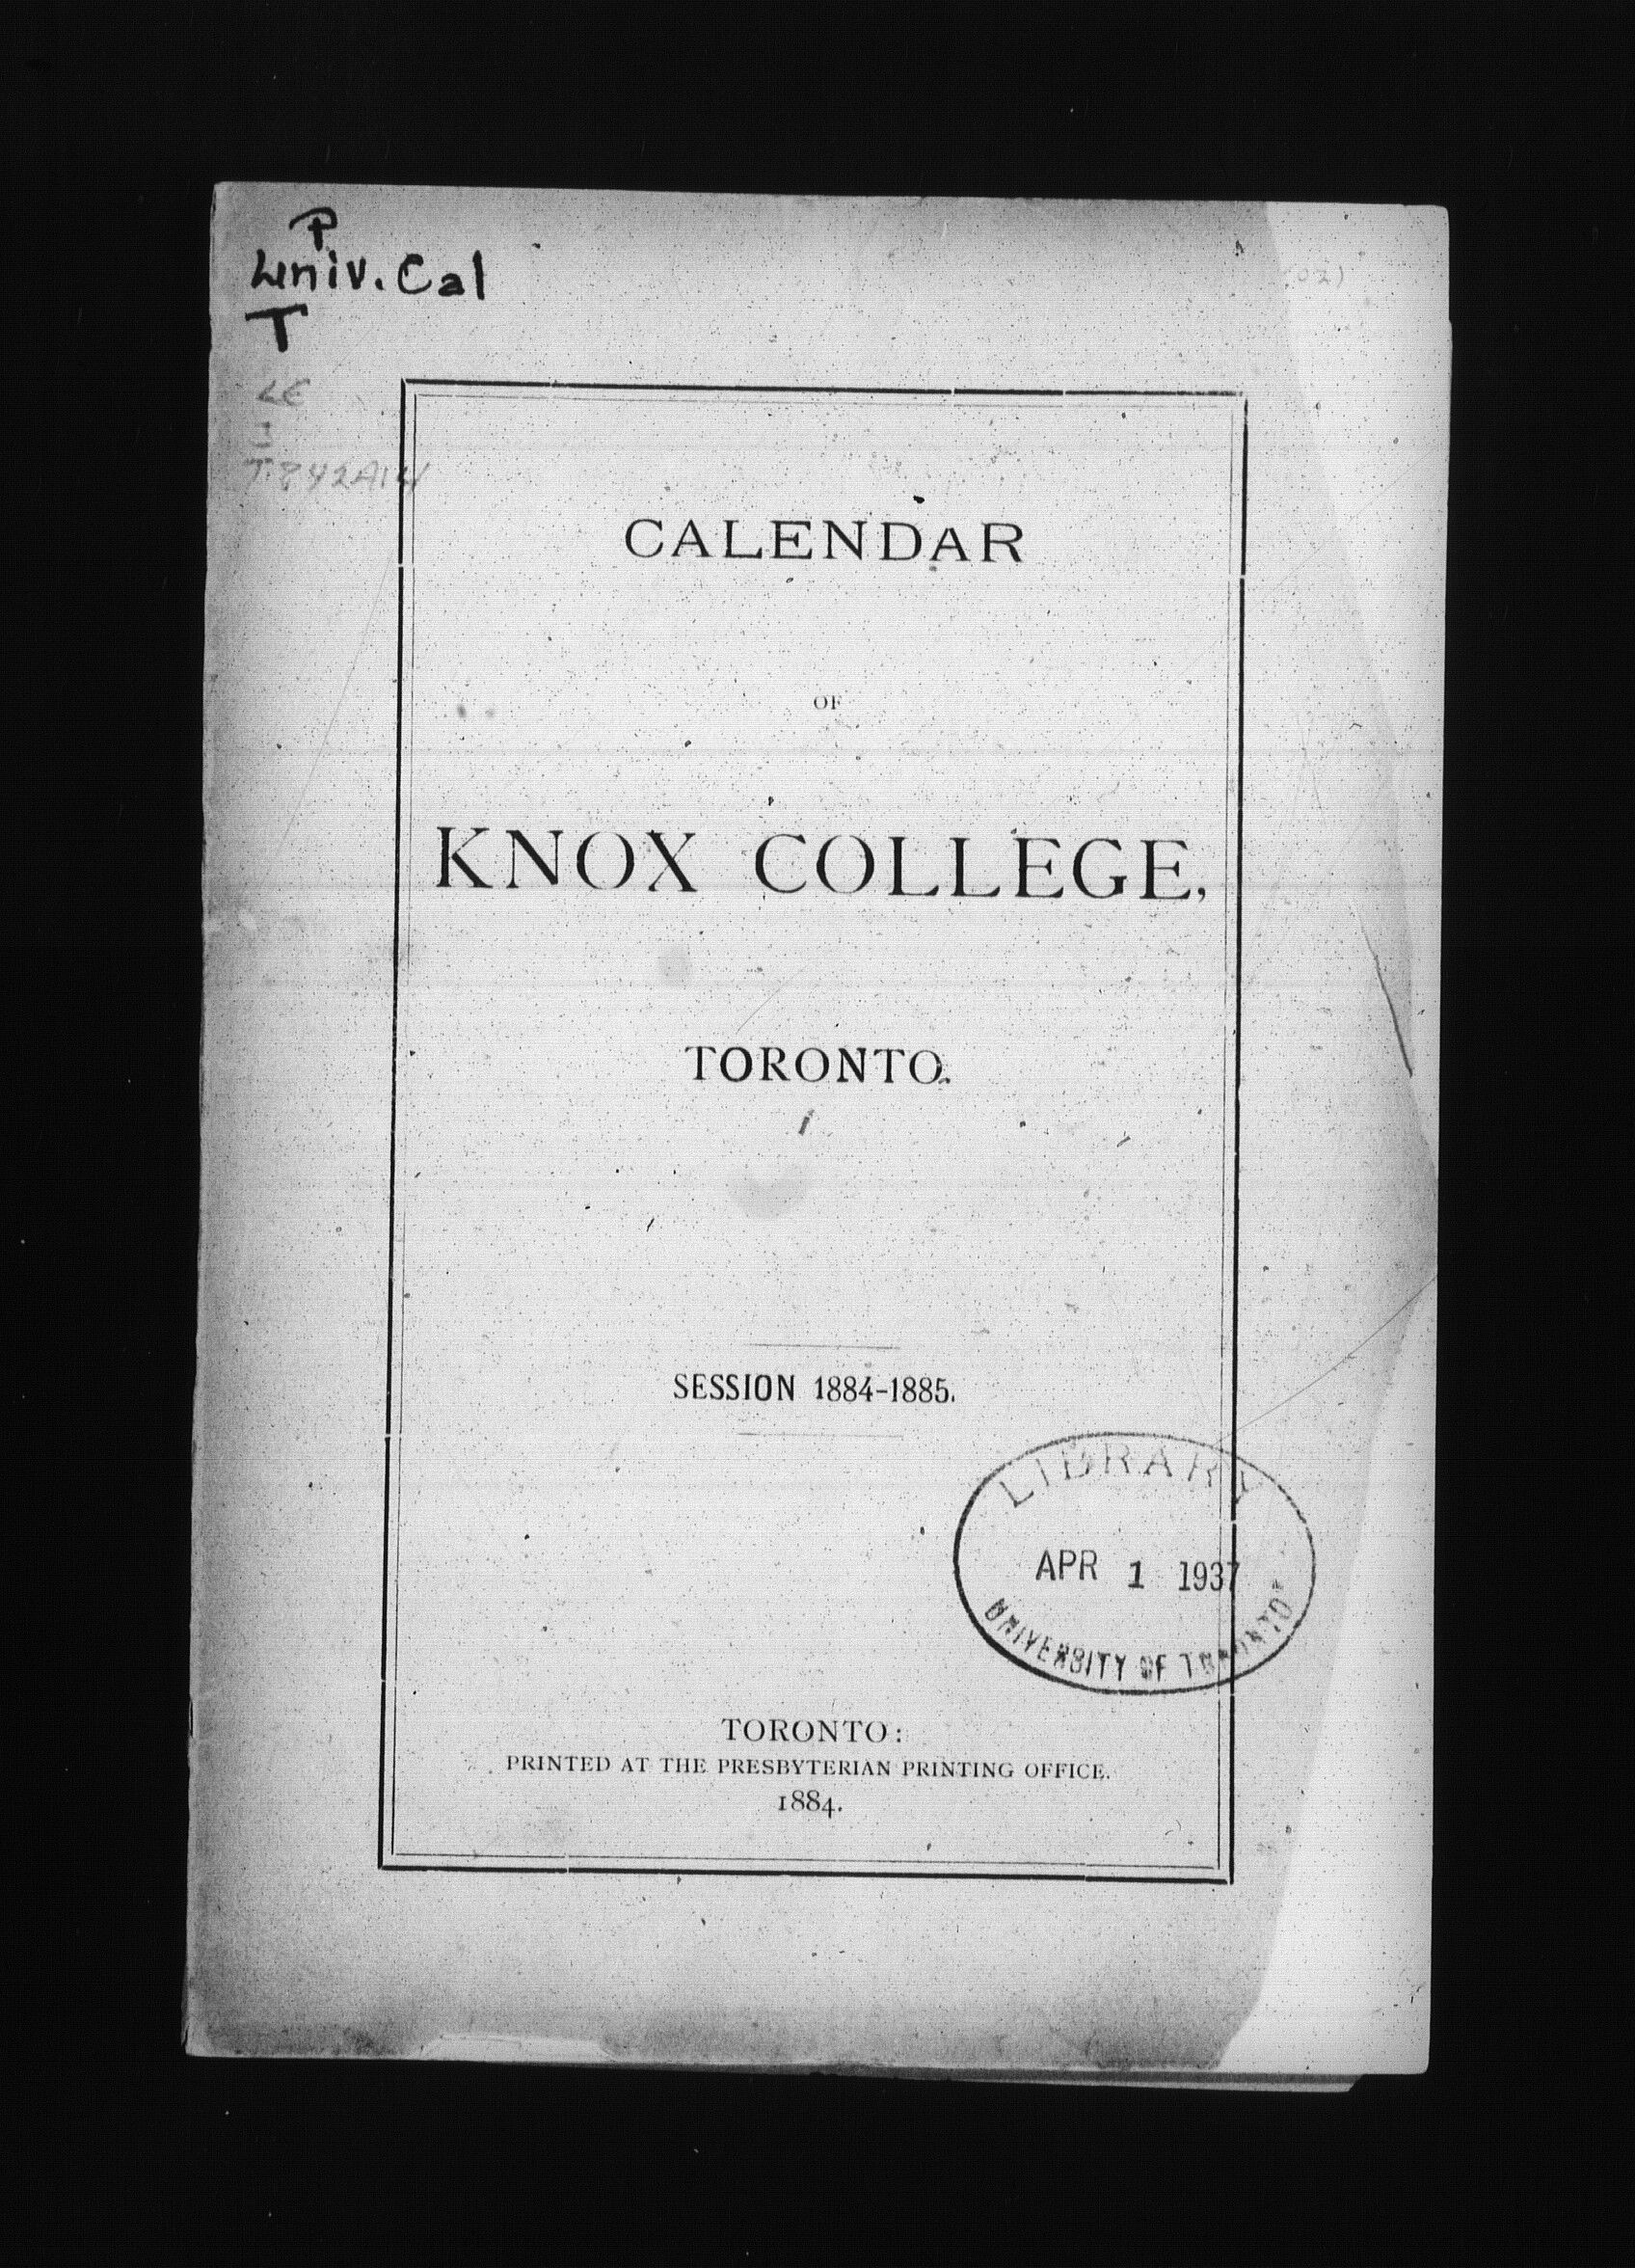 P
Univ. Cal
T
LE
CALENDAR
OF
KNOX COLLEGE,
TORONTO.
SESSION 1884-1885.
LIBRARY
APR 1 1937
UNIVERSITY OF TORONTO
TORONTO:
PRINTED AT THE PRESBYTERIAN PRINTING OFFICE.
1884.